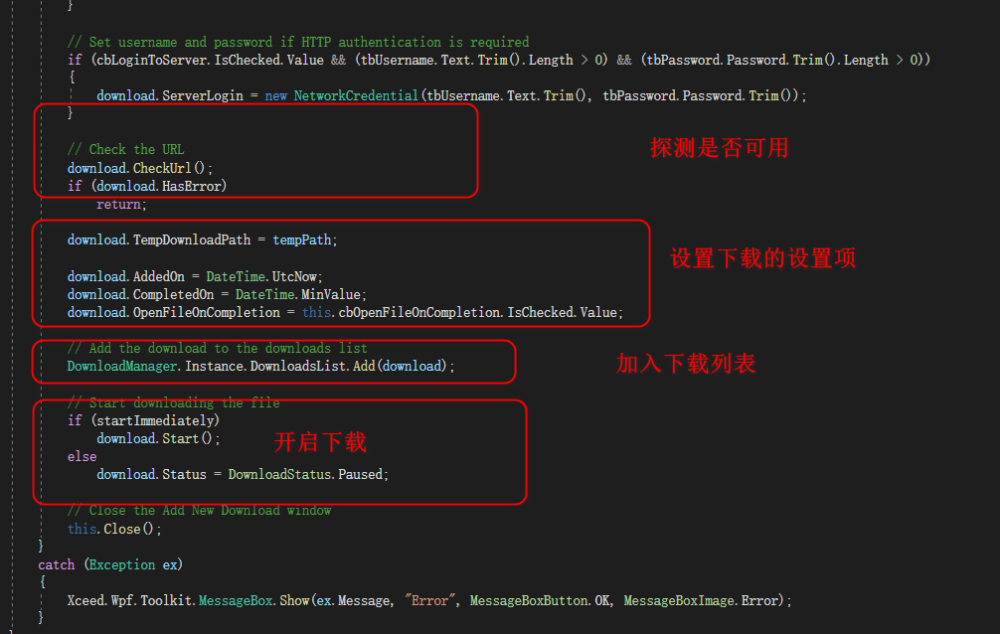 }
// Set username and password if HTTP authentication is required
if (cbLoginToServer.IsChecked.Value && (tbUsername.Text.Trim().Length > 0) && (tbPassword.Password.Trim().Length > 0))
{
download.ServerLogin = new NetworkCredential(tbUsername.Text.Trim(), tbPassword.Password.Trim());
}
// Check the URL
探测是否可用
download.CheckUrl();
if (download.HasError)
return;
download.TempDownloadPath = tempPath;
设置下载的设置项
download.AddedOn = DateTime.UtcNow;
download.CompletedOn = DateTime.MinValue;
download.OpenFileOnCompletion = this.cbOpenFileOnCompletion.IsChecked.Value;
// Add the download to the downloads list
DownloadManager.Instance.DownloadsList.Add(download);
加入下载列表
// Start downloading the file
if (startImmediately)
download.Start();
开启下载
else
download.Status = DownloadStatus.Paused;
// Close the Add New Download window
this.Close();
}
catch (Exception ex)
{
Xceed.Wpf.Toolkit.MessageBox.Show(ex.Message, "Error", MessageBoxButton.OK, MessageBoxImage.Error);
}